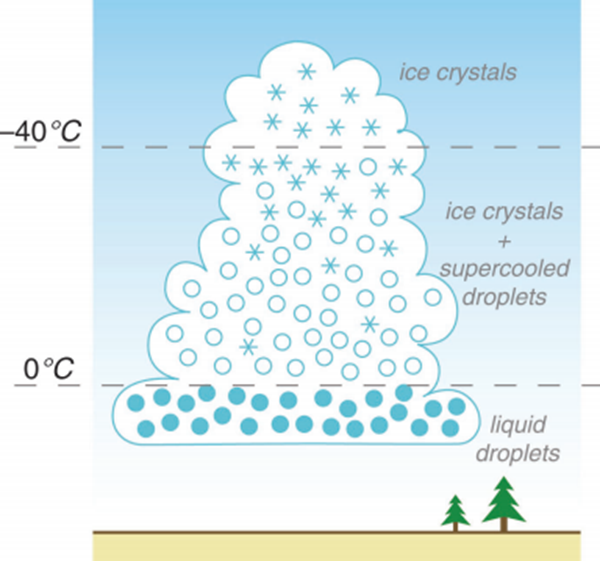 ice crystals
–40°C
ice crystals
+
supercooled
droplets
0°C
liquid
droplets